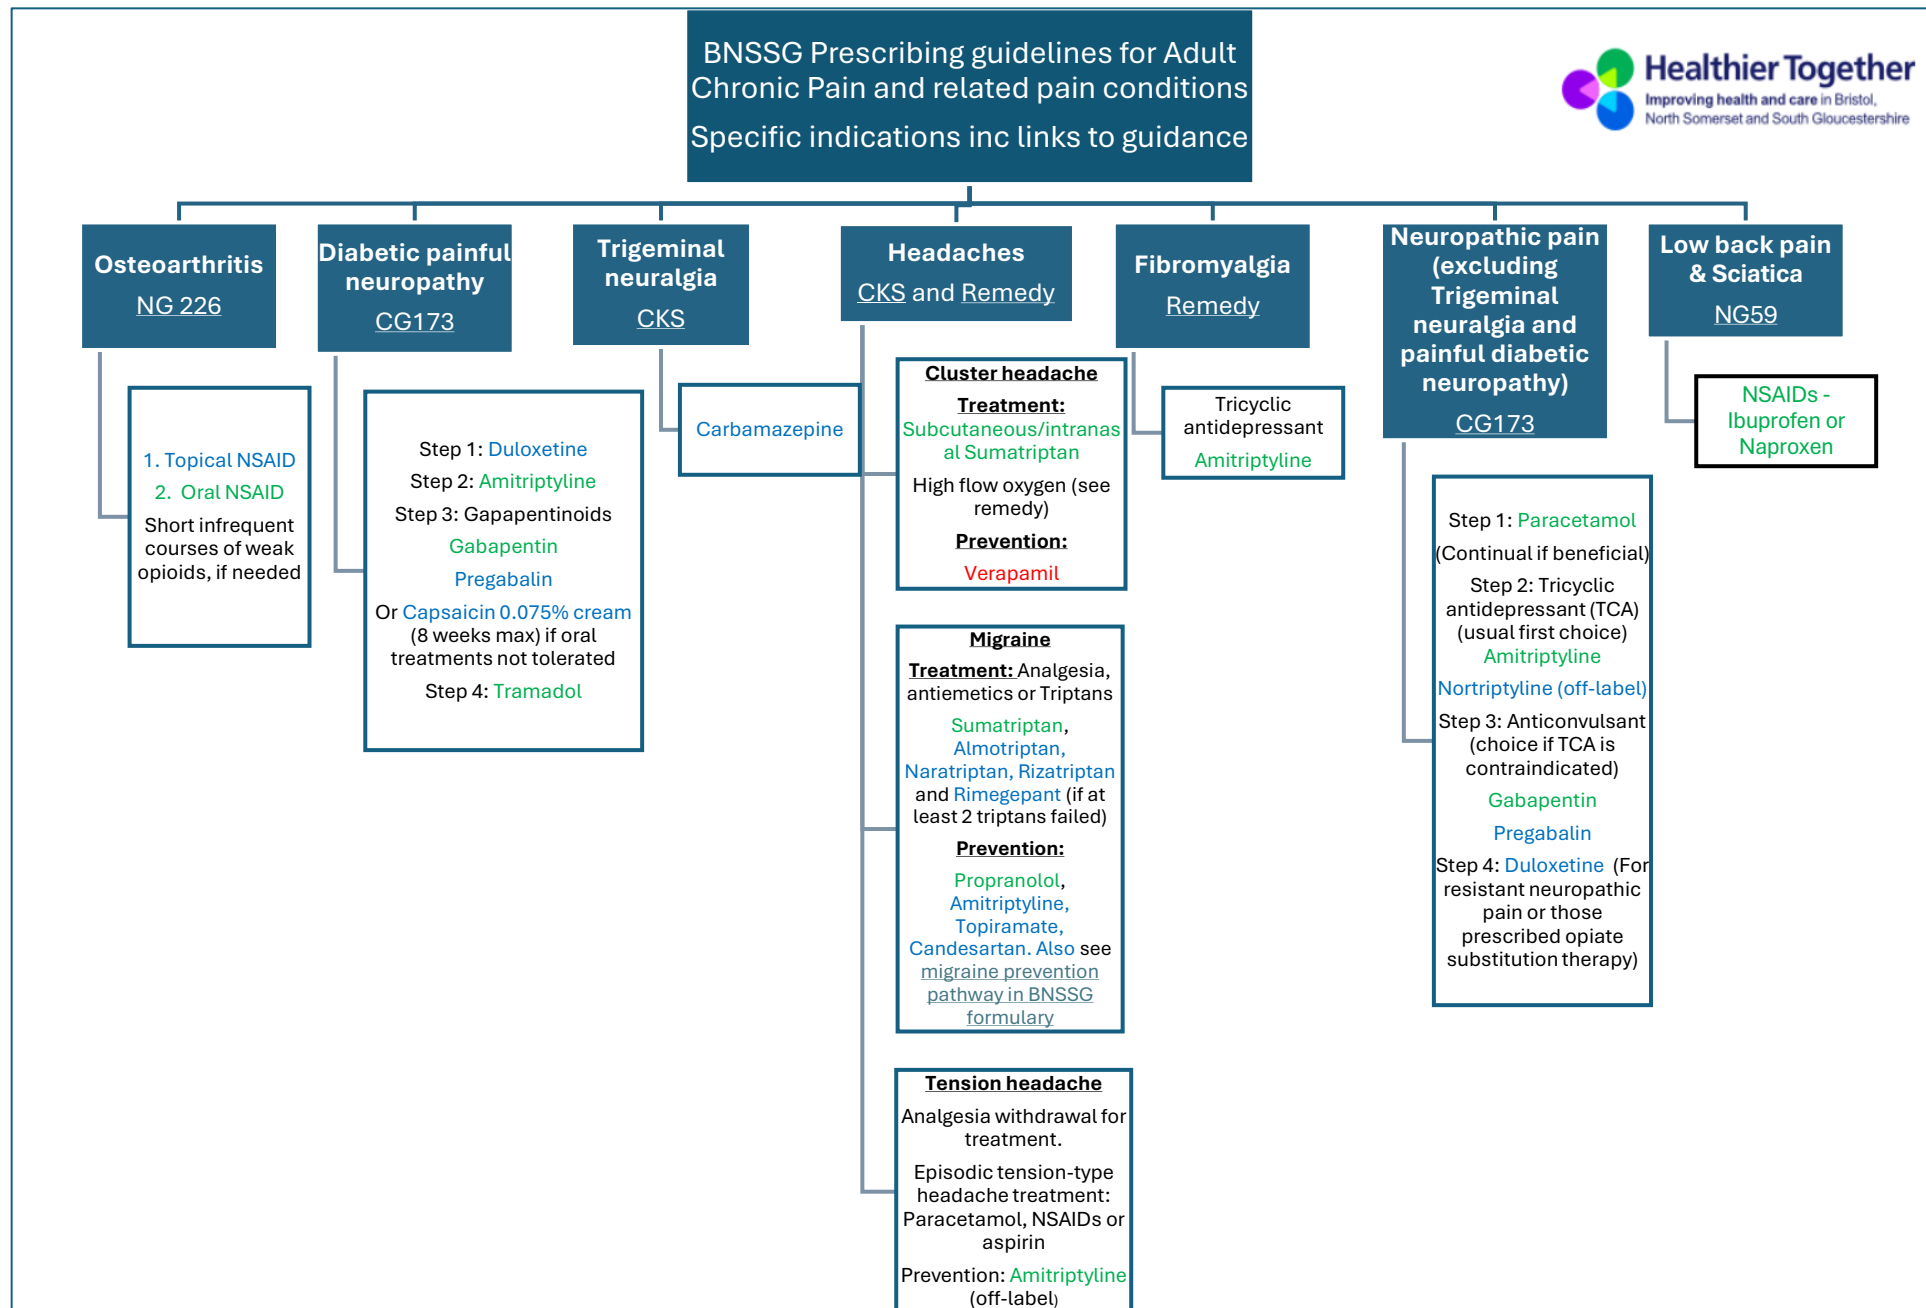 BNSSG Prescribing guidelines for Adult
Chronic Pain and related pain conditions
Specific indications inc links to guidance
Healthier Together
Improving health and care in Bristol,
North Somerset and South Gloucestershire
Osteoarthritis
NG 226
1. Topical NSAID
2. Oral NSAID
Short infrequent
courses of weak
opioids, if needed
Diabetic painful
neuropathy
CG173
Step 1: Duloxetine
Step 2: Amitriptyline
Step 3: Gapapentinoids
Gabapentin
Pregabalin
Or Capsaicin 0.075% cream
(8 weeks max) if oral
treatments not tolerated
Step 4: Tramadol
Trigeminal
neuralgia
CKS
Carbamazepine
Headaches
CKS and Remedy
Cluster headache
Treatment:
Subcutaneous/intranas
al Sumatriptan
High flow oxygen (see
remedy)
Prevention:
Verapamil
Migraine
Treatment: Analgesia,
antiemetics or Triptans
Sumatriptan,
Almotriptan,
Naratriptan, Rizatriptan
and Rimegepant (if at
least 2 triptans failed)
Prevention:
Propranolol,
Amitriptyline,
Topiramate,
Candesartan. Also see
migraine prevention
pathway in BNSSG
formulary
Tension headache
Analgesia withdrawal for
treatment.
Episodic tension-type
headache treatment:
Paracetamol, NSAIDs or
aspirin
Prevention: Amitriptyline
(off-label)
Fibromyalgia
Remedy
Tricyclic
antidepressant
Amitriptyline
Neuropathic pain
(excluding
Trigeminal
neuralgia and
painful diabetic
neuropathy)
CG173
Step 1: Paracetamol
(Continual if beneficial)
Step 2: Tricyclic
antidepressant (TCA)
(usual first choice)
Amitriptyline
Nortriptyline (off-label)
Step 3: Anticonvulsant
(choice if TCA is
contraindicated)
Gabapentin
Pregabalin
Step 4: Duloxetine (For
resistant neuropathic
pain or those
prescribed opiate
substitution therapy)
Low back pain
& Sciatica
NG59
NSAIDs -
Ibuprofen or
Naproxen